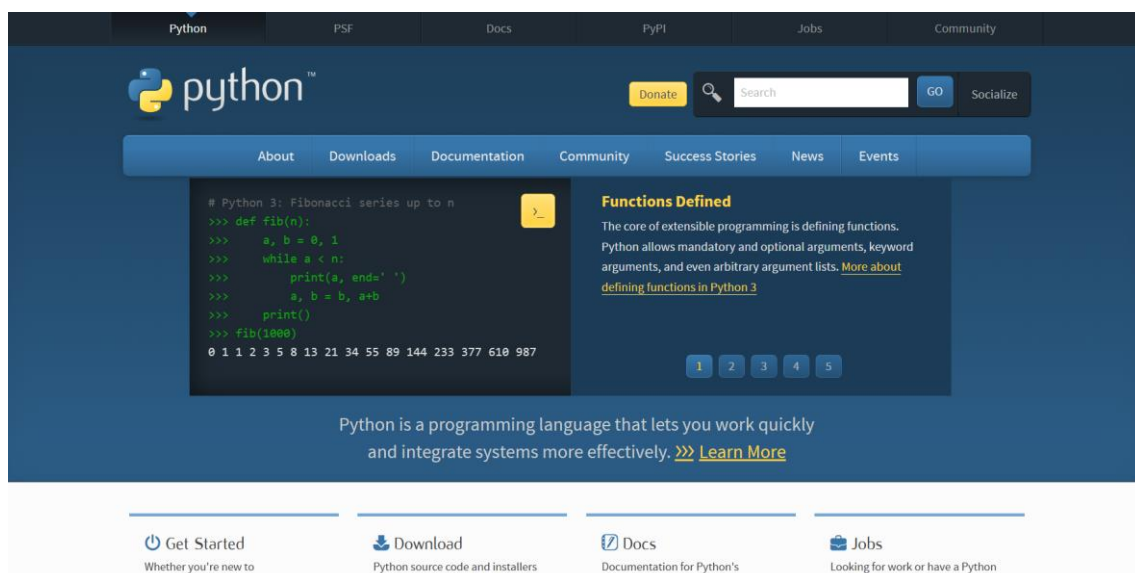 Python PSF Docs PyPI Jobs Community
python™
Donate Search GO Socialize
About Downloads Documentation Community Success Stories News Events
# Python 3: Fibonacci series up to n
>>> def fib(n):
>>>     a, b = 0, 1
>>>     while a < n:
>>>         print(a, end=' ')
>>>         a, b = b, a+b
>>>     print()
>>> fib(1000)
0 1 1 2 3 5 8 13 21 34 55 89 144 233 377 610 987
>_
Functions Defined
The core of extensible programming is defining functions.
Python allows mandatory and optional arguments, keyword
arguments, and even arbitrary argument lists. More about
defining functions in Python 3
1 2 3 4 5
Python is a programming language that lets you work quickly
and integrate systems more effectively. >>> Learn More
Get Started
Whether you're new to
Download
Python source code and installers
Docs
Documentation for Python's
Jobs
Looking for work or have a Python